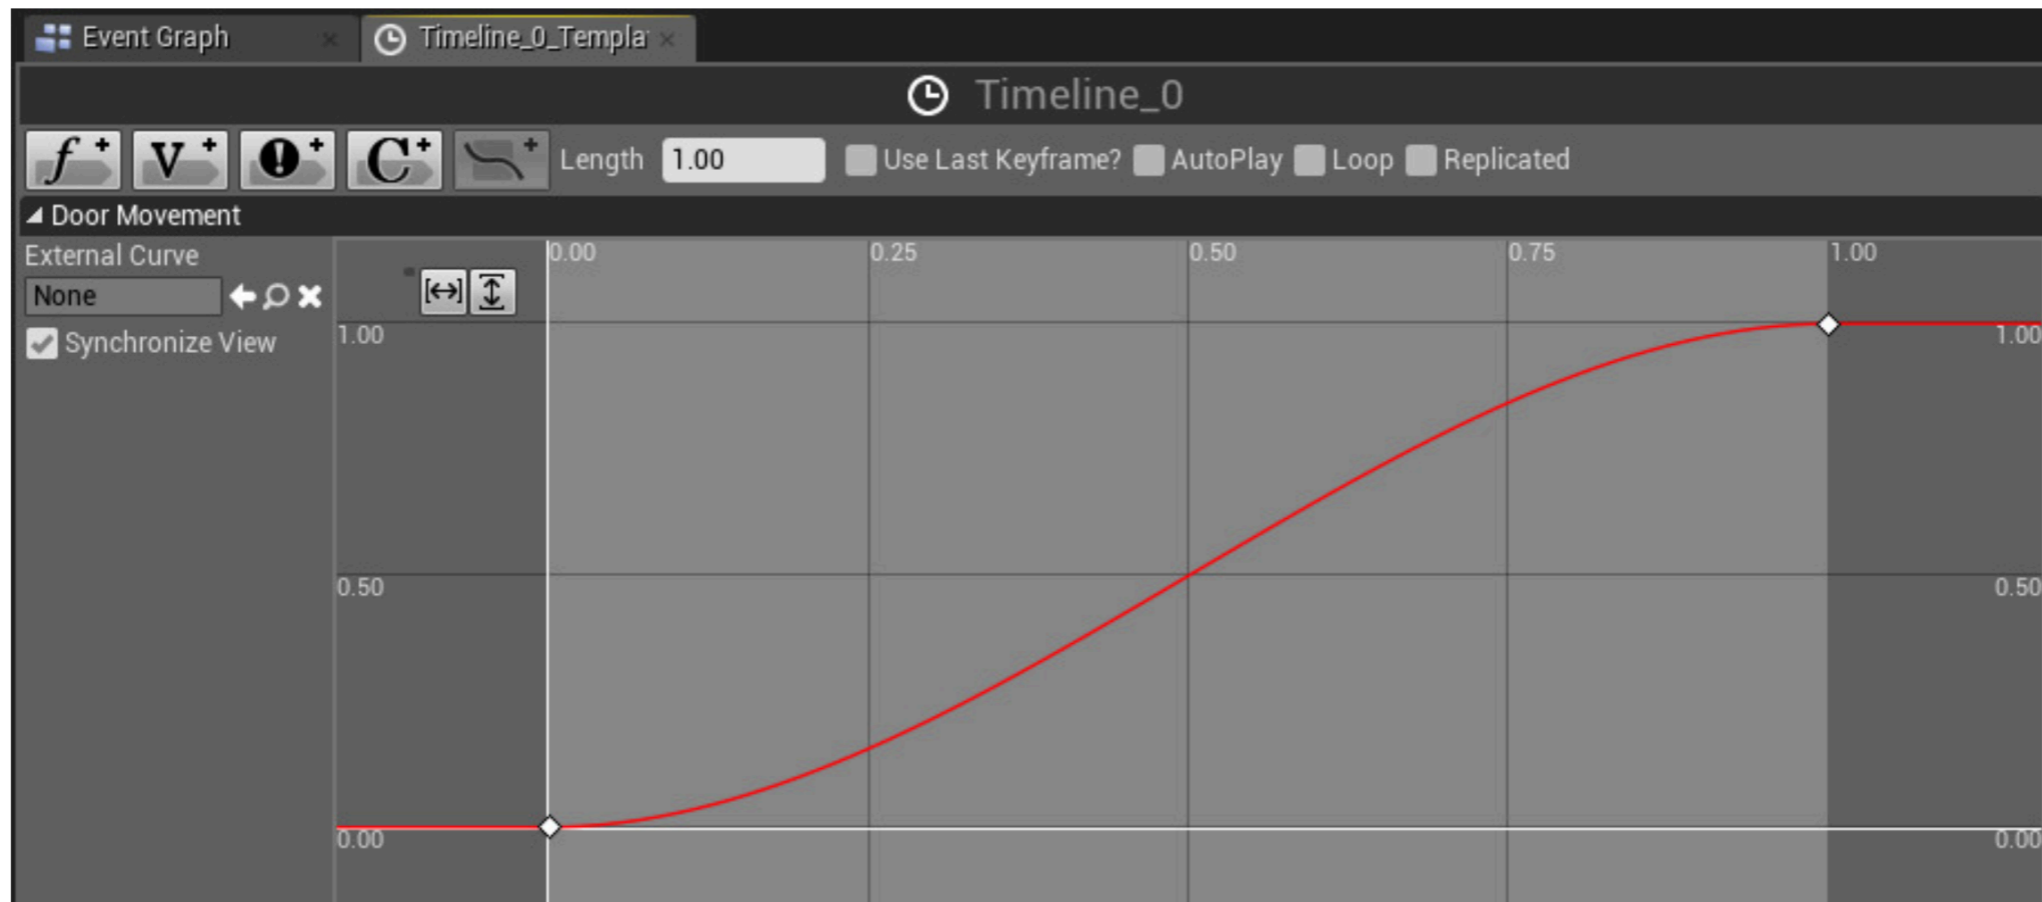 Event Graph
Timeline_0_Templa
Timeline_0
f V ! C Length 1.00 Use Last Keyframe? AutoPlay Loop Replicated
Door Movement
External Curve
None
Synchronize View
0.00 0.25 0.50 0.75 1.00
1.00 1.00
0.50 0.50
0.00 0.00